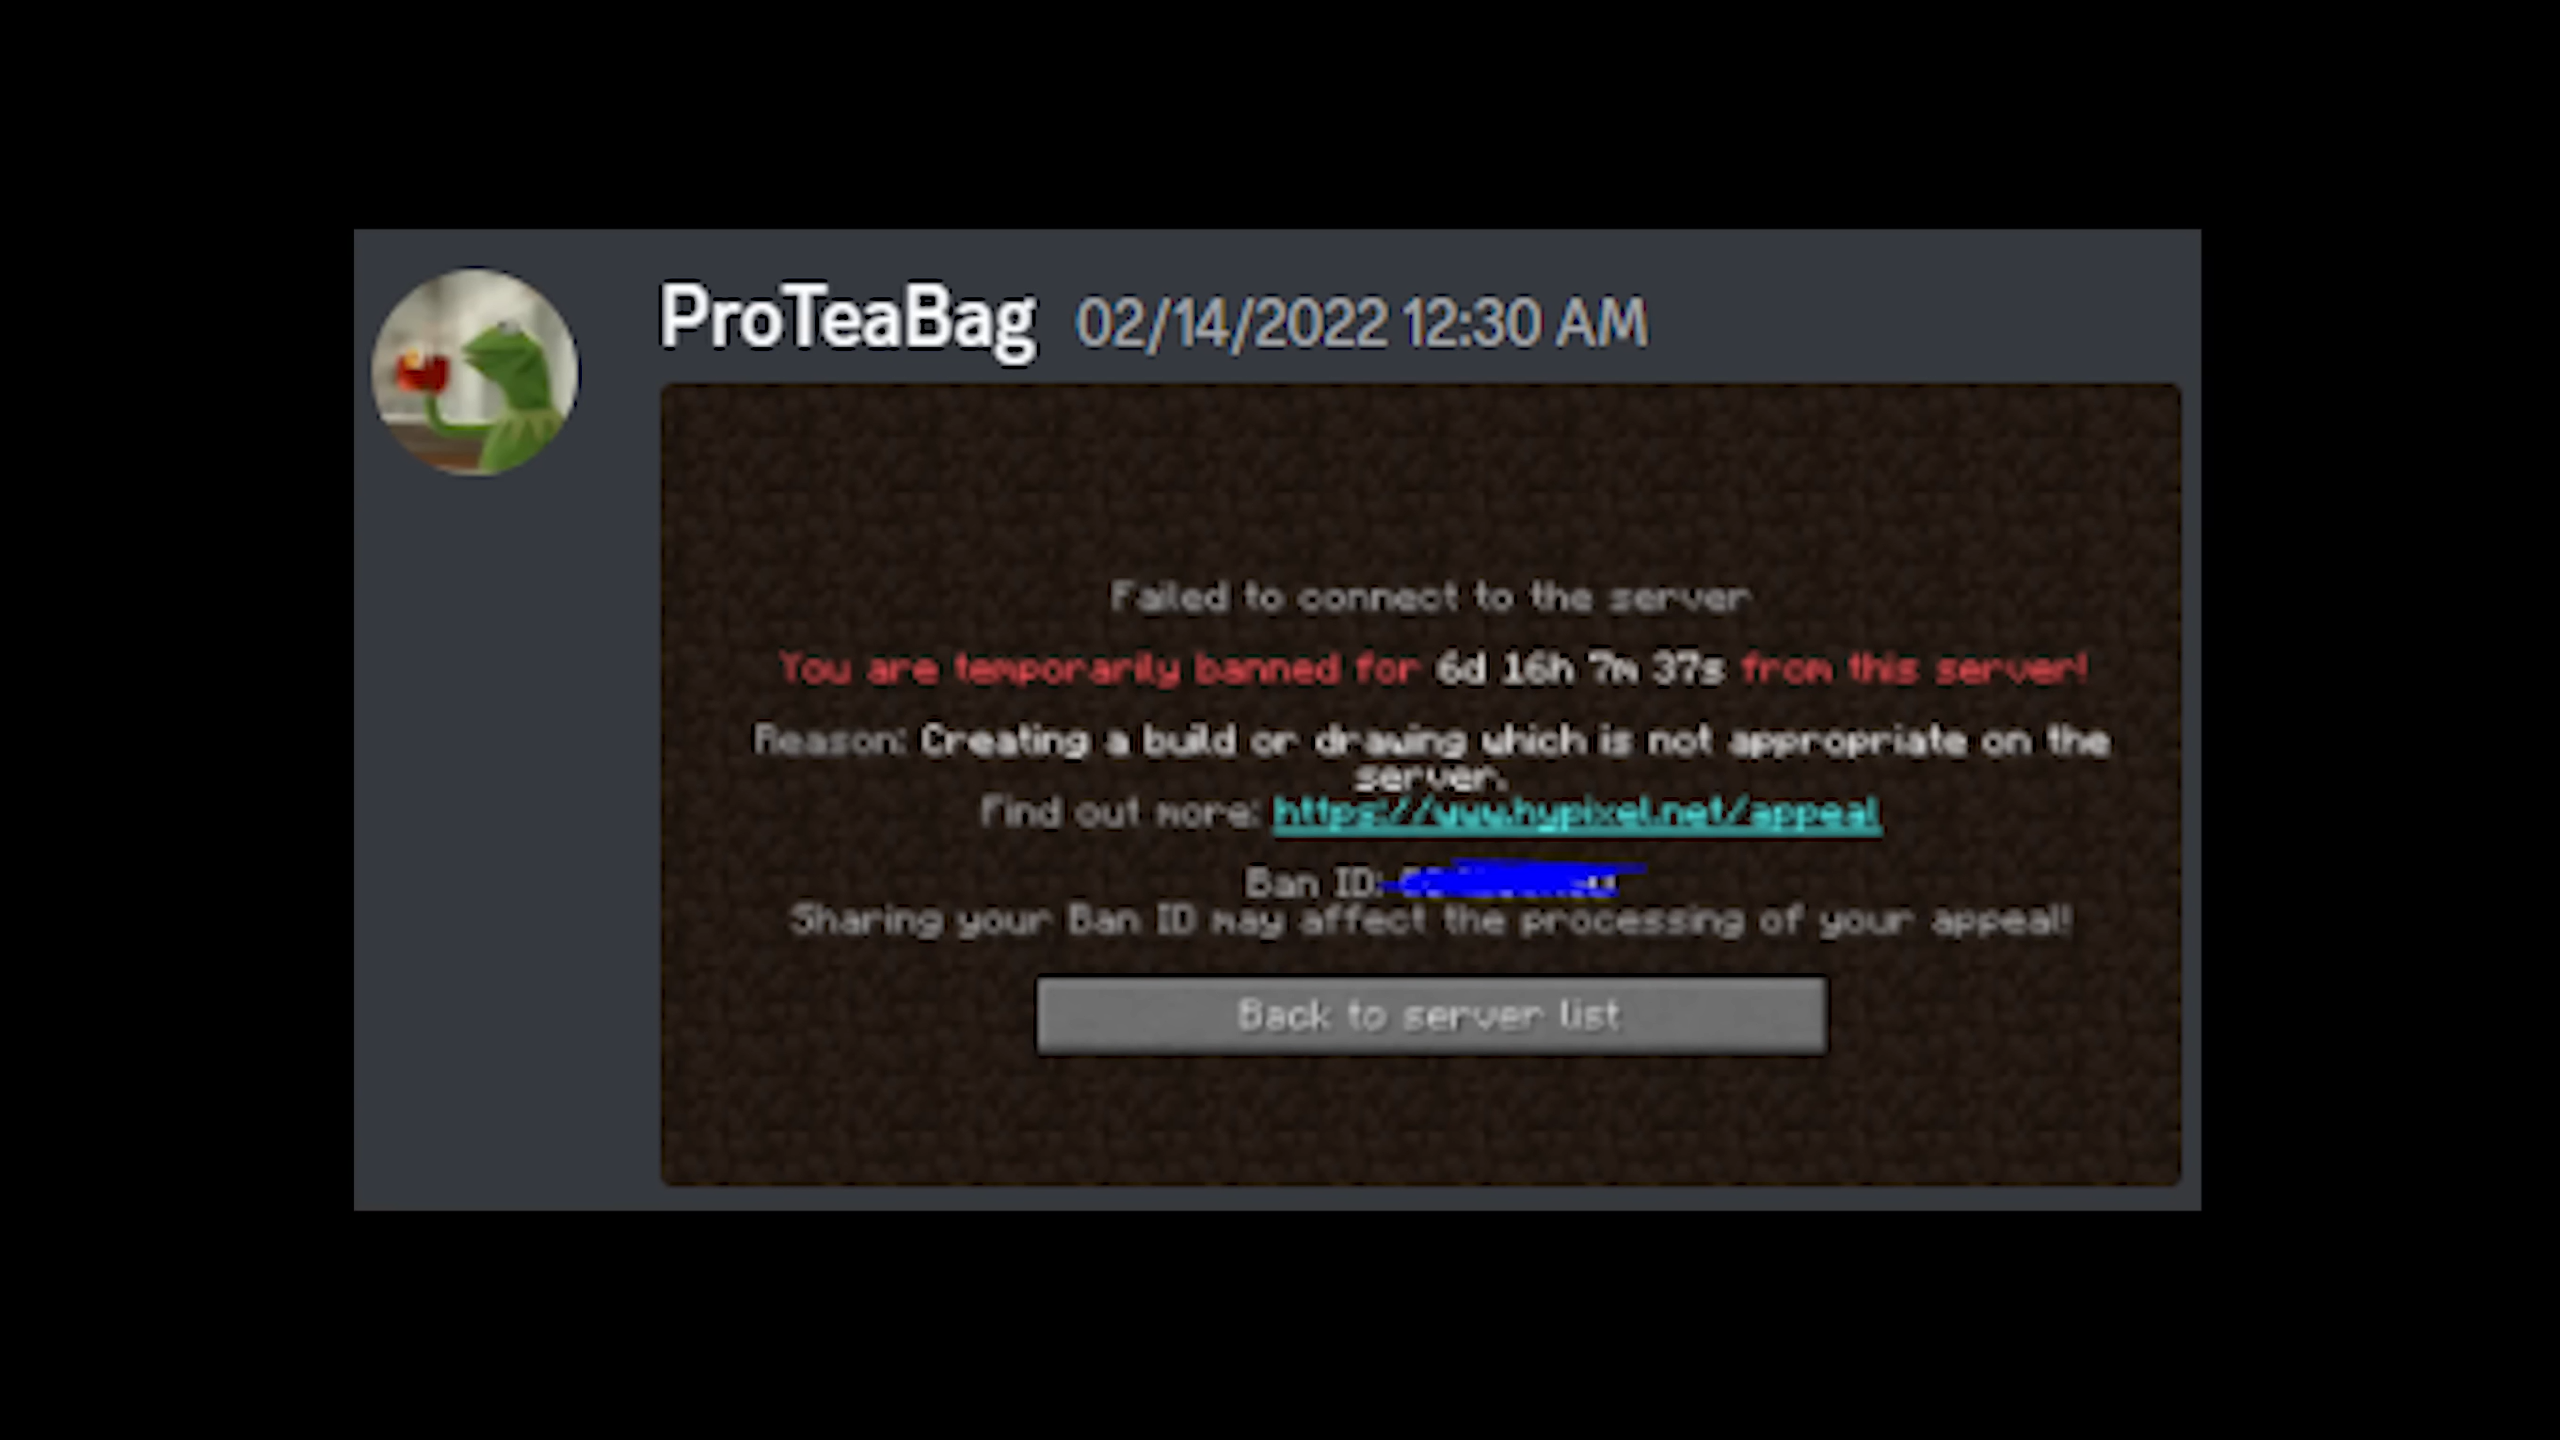 ProTeaBag 02/14/2022 12:30 AM
Failed to connect to the server
You are temporarily banned for 6d 16h 7m 37s from this server!
Reason: Creating a build or drawing which is not appropriate on the
server.
Find out more: https://www.hypixel.net/appeal
Ban ID:
Sharing your Ban ID may affect the processing of your appeal!
Back to server list